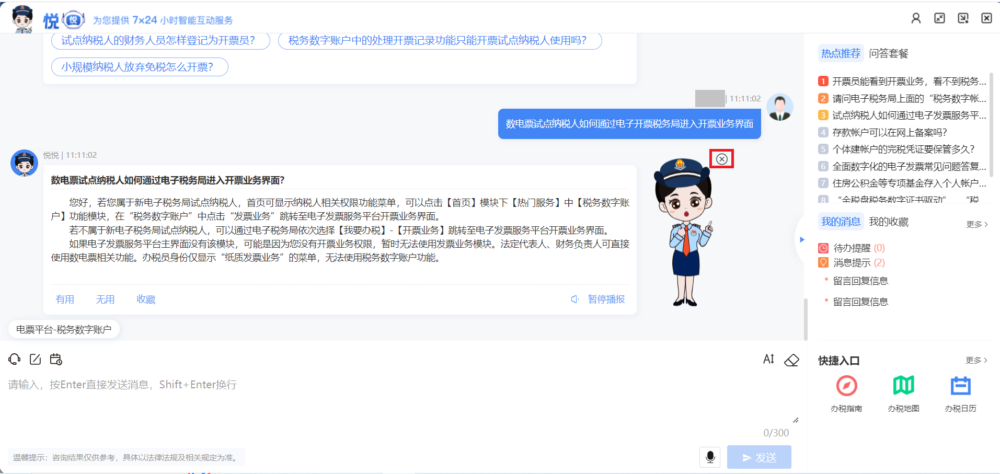 悦 悦 为您提供 7×24 小时智能互动服务
试点纳税人的财务人员怎样登记为开票员？
税务数字账户中的处理开票记录功能只能开票试点纳税人使用吗？
小规模纳税人放弃免税怎么开票？
| 11:11:02
数电票试点纳税人如何通过电子开票税务局进入开票业务界面
悦悦 | 11:11:02
数电票试点纳税人如何通过电子税务局进入开票业务界面？
您好，若您属于新电子税务局试点纳税人，首页可显示纳税人相关权限功能菜单，可以点击【首页】模块下【热门服务】中【税务数字账
户】功能模块，在“税务数字账户”中点击“发票业务”跳转至电子发票服务平台开票业务界面。
若不属于新电子税务局试点纳税人，可以通过电子税务局依次选择【我要办税】-【开票业务】跳转至电子发票服务平台开票业务界面。
如果电子发票服务平台主界面没有该模块，可能是因为您没有开票业务权限，暂时无法使用发票业务模块。法定代表人、财务负责人可直接
使用数电票相关功能。办税员身份仅显示“纸质发票业务”的菜单，无法使用税务数字账户功能。
有用 无用 收藏 暂停播报
电票平台-税务数字账户
请输入，按Enter直接发送消息，Shift+Enter换行
0/300
温馨提示：咨询结果仅供参考，具体以法律法规及相关规定为准。
发送
热点推荐 问答套餐
1 开票员能看到开票业务，看不到税务...
2 请问电子税务局上面的“税务数字帐...
3 试点纳税人如何通过电子发票服务平...
4 存款帐户可以在网上备案吗？
5 个体建帐户的完税凭证要保管多久？
6 全面数字化的电子发票常见问题答复...
7 住房公积金等专项基金存入个人帐户...
8 “金税盘税务数字证书驱动”、“税
我的消息 我的收藏 更多 >
待办提醒 (0)
消息提示 (2)
留言回复信息
留言回复信息
快捷入口 更多 >
办税指南 办税地图 办税日历